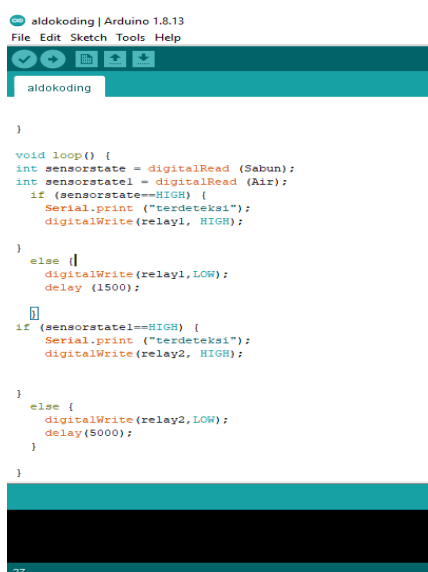 aldokoding | Arduino 1.8.13
File Edit Sketch Tools Help
aldokoding
}
void loop() {
int sensorstate = digitalRead (Sabun);
int sensorstate1 = digitalRead (Air);
if (sensorstate==HIGH) {
Serial.print ("terdeteksi");
digitalWrite(relay1, HIGH);
}
else {
digitalWrite(relay1,LOW);
delay (1500);
}
if (sensorstate1==HIGH) {
Serial.print ("terdeteksi");
digitalWrite(relay2, HIGH);
}
else {
digitalWrite(relay2,LOW);
delay(5000);
}
}